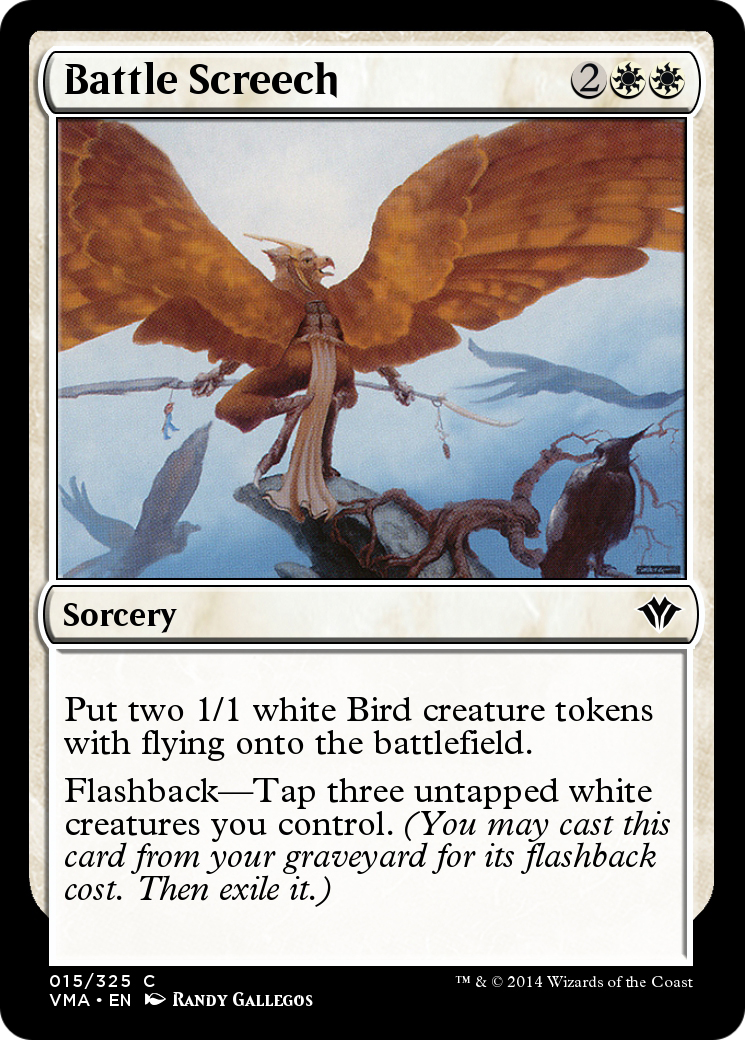 Battle Screech 2
Sorcery
Put two 1/1 white Bird creature tokens
with flying onto the battlefield.
Flashback—Tap three untapped white
creatures you control. (You may cast this
card from your graveyard for its flashback
cost. Then exile it.)
015/325 C
™ & © 2014 Wizards of the Coast
VMA • EN Randy Gallegos